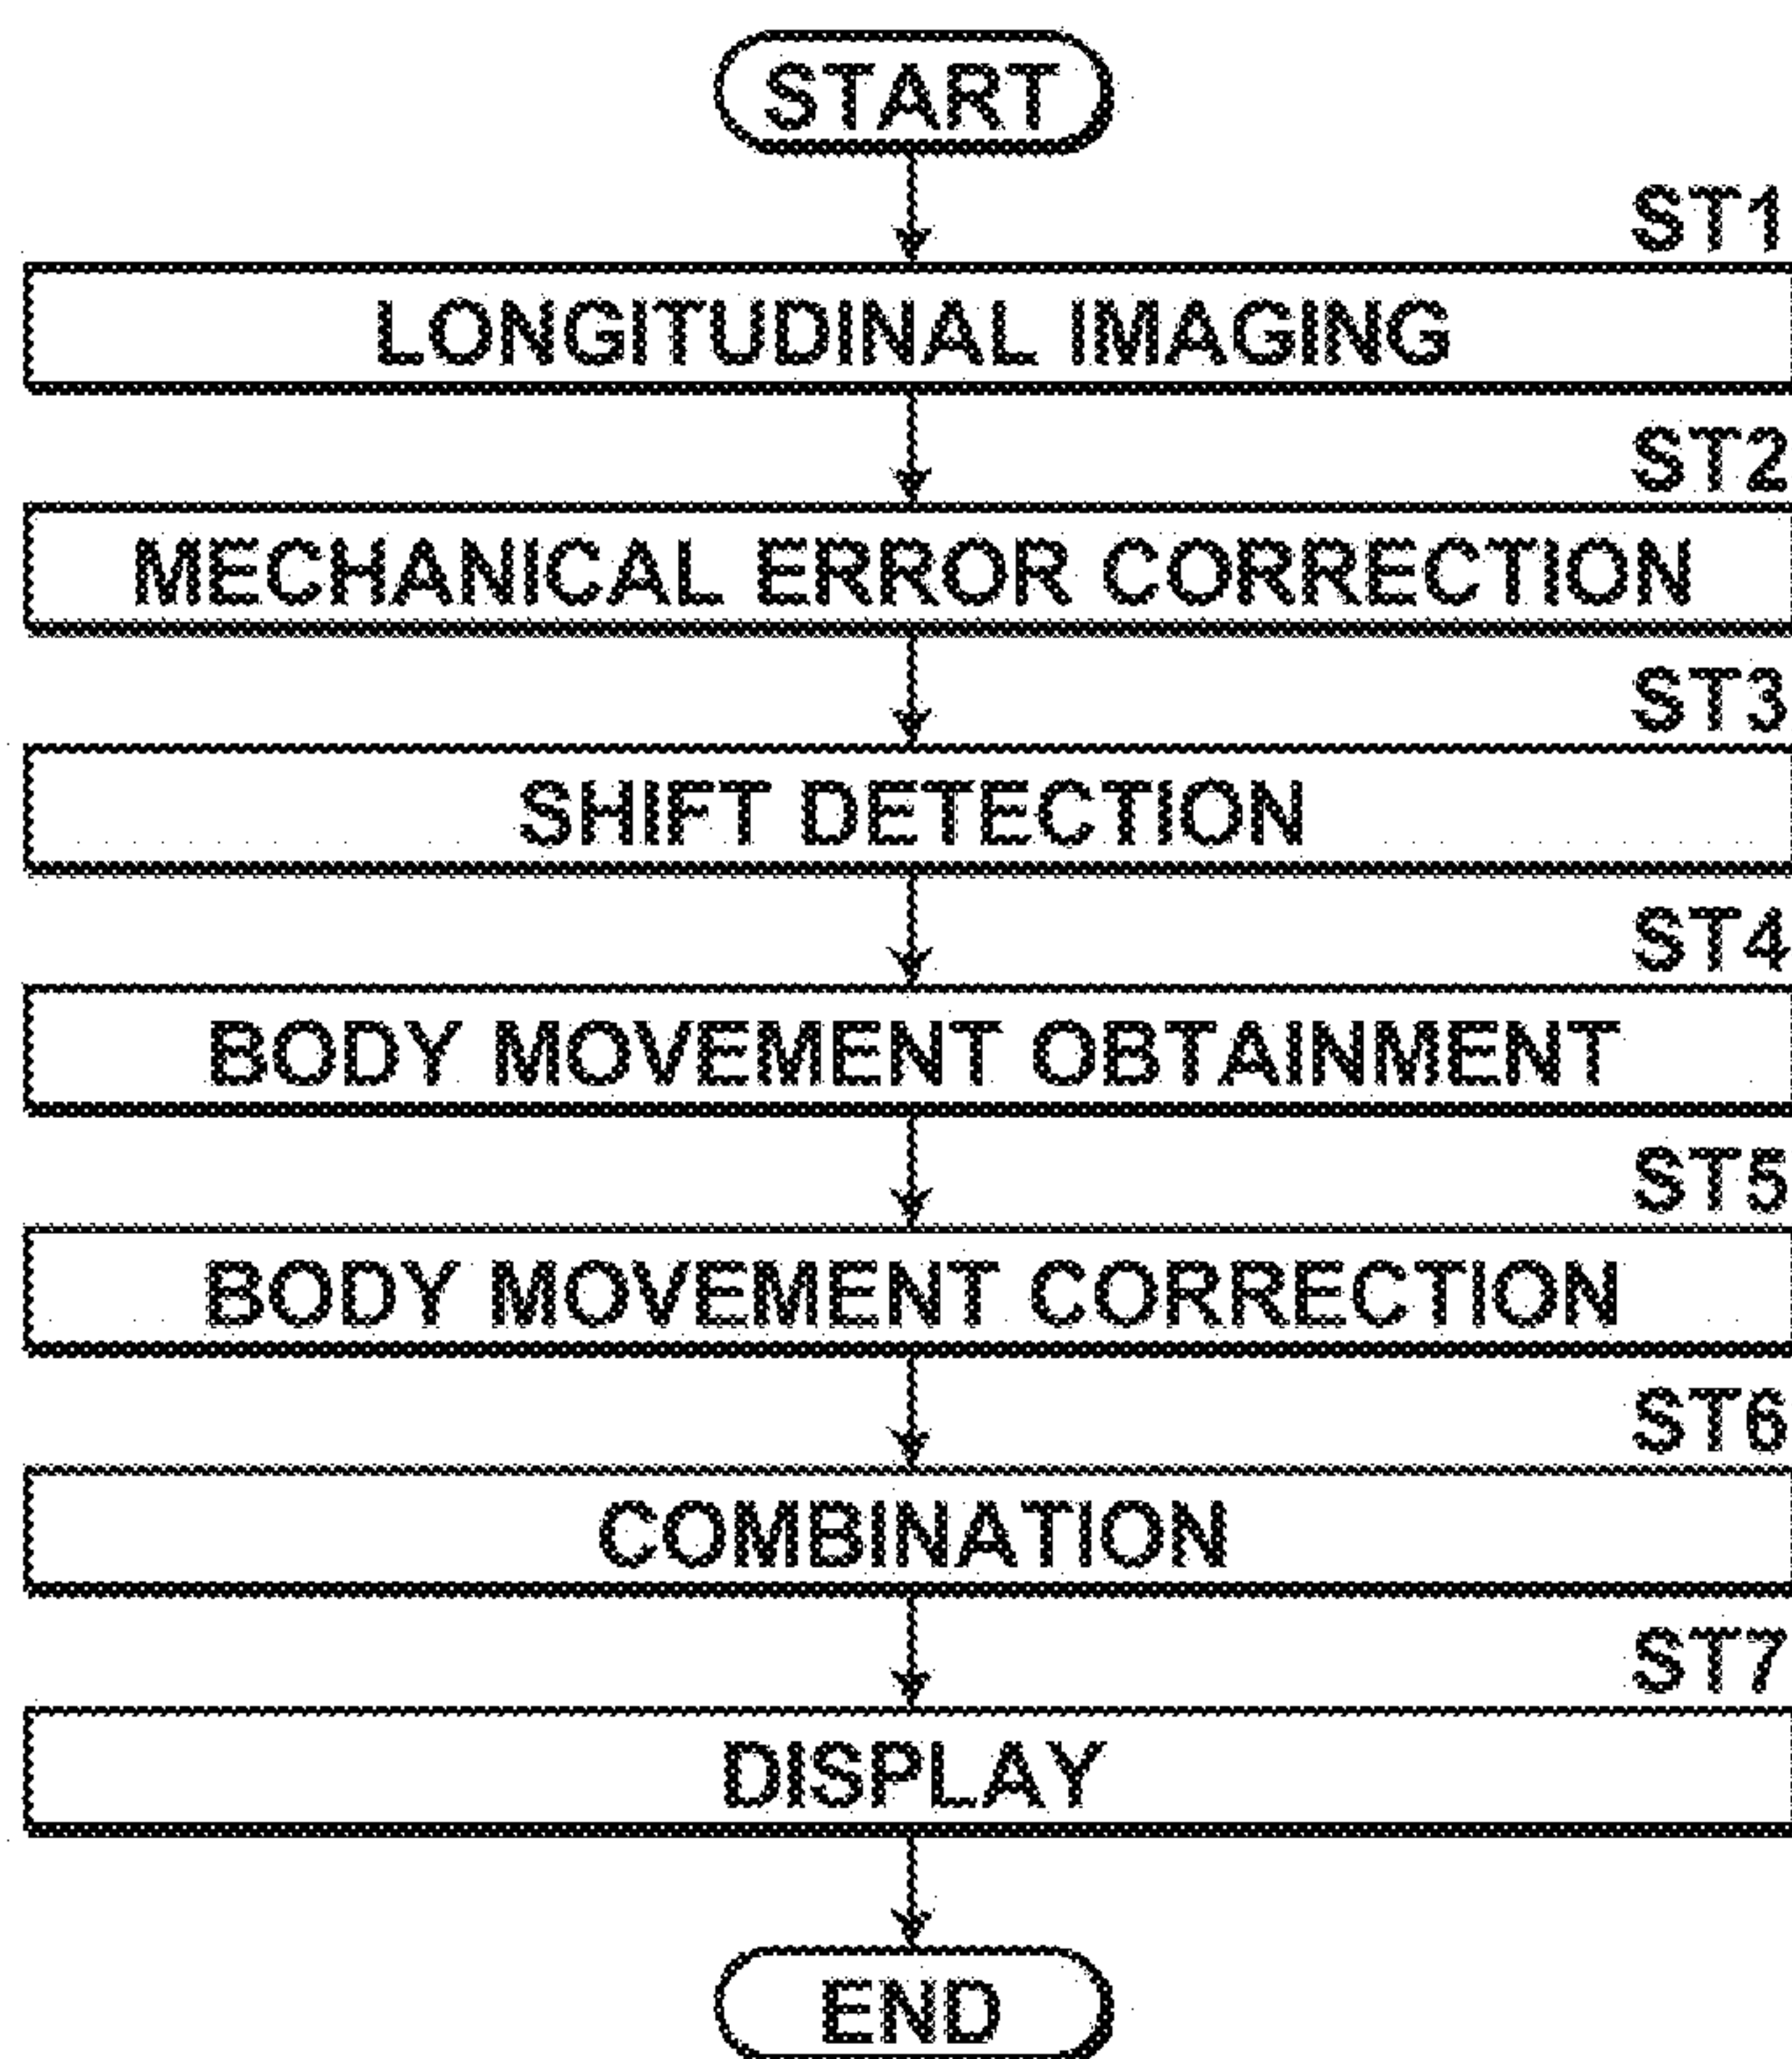 START
ST1
LONGITUDINAL IMAGING
ST2
MECHANICAL ERROR CORRECTION
ST3
SHIFT DETECTION
ST4
BODY MOVEMENT OBTAINMENT
ST5
BODY MOVEMENT CORRECTION
ST6
COMBINATION
ST7
DISPLAY
END